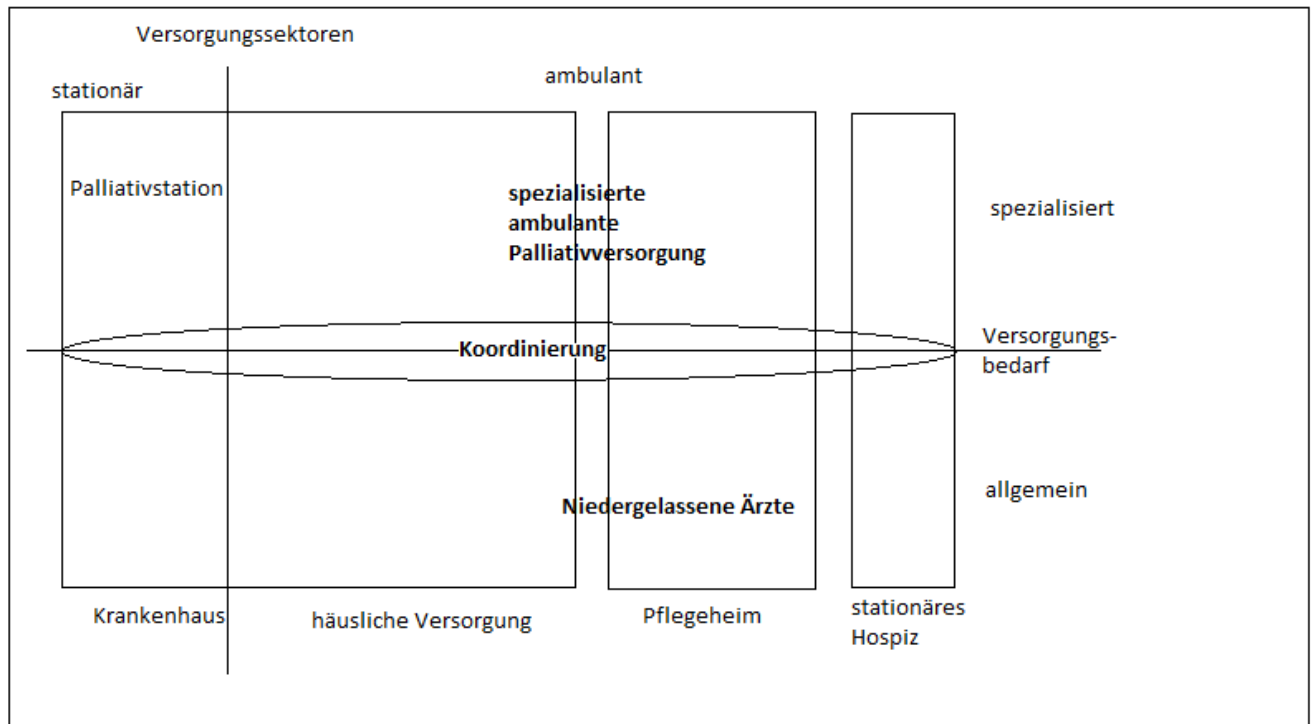 Versorgungssektoren
stationär
ambulant
Palliativstation
spezialisierte
ambulante
Palliativversorgung
spezialisiert
Koordinierung
Versorgungs-
bedarf
Niedergelassene Ärzte
allgemein
Krankenhaus
häusliche Versorgung
Pflegeheim
stationäres
Hospiz